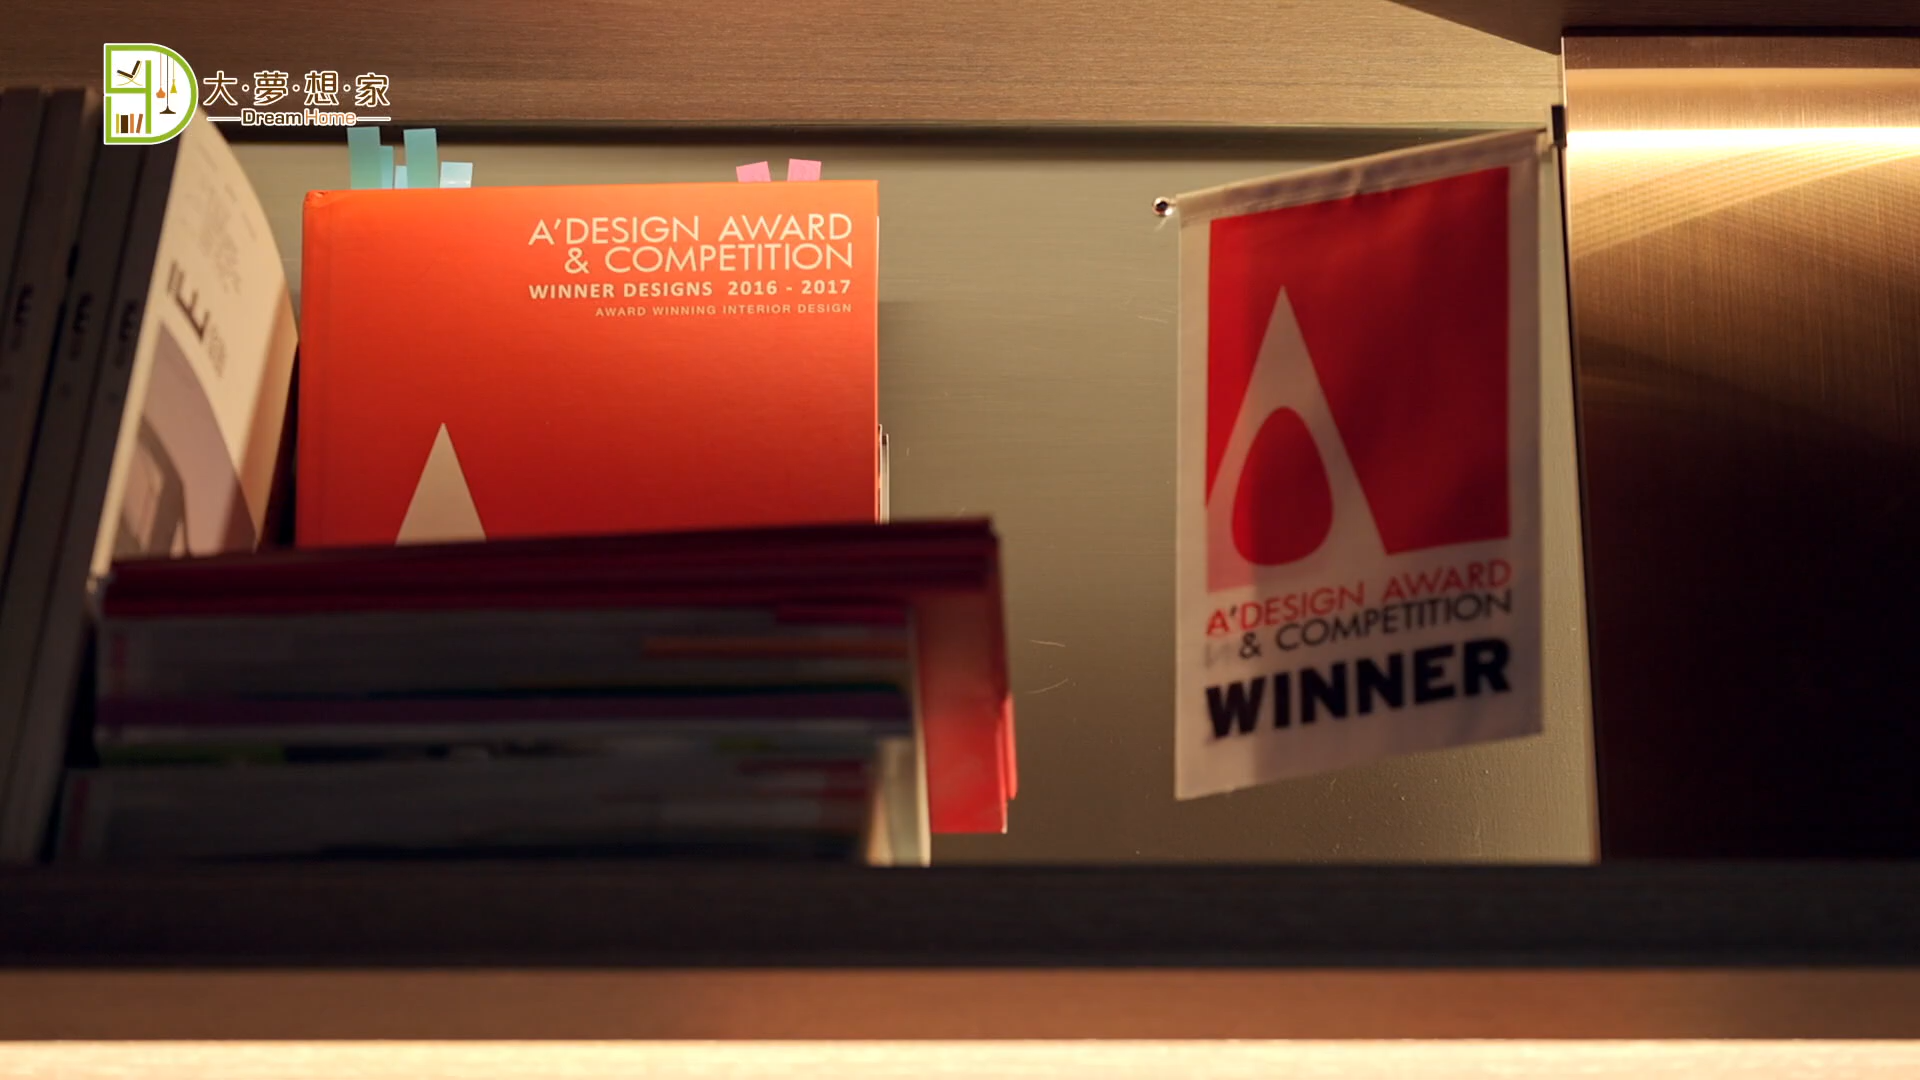 大·夢·想·家
Dream Home
A'DESIGN AWARD
& COMPETITION
WINNER DESIGNS 2016 - 2017
AWARD WINNING INTERIOR DESIGN
A'DESIGN AWARD
& COMPETITION
WINNER